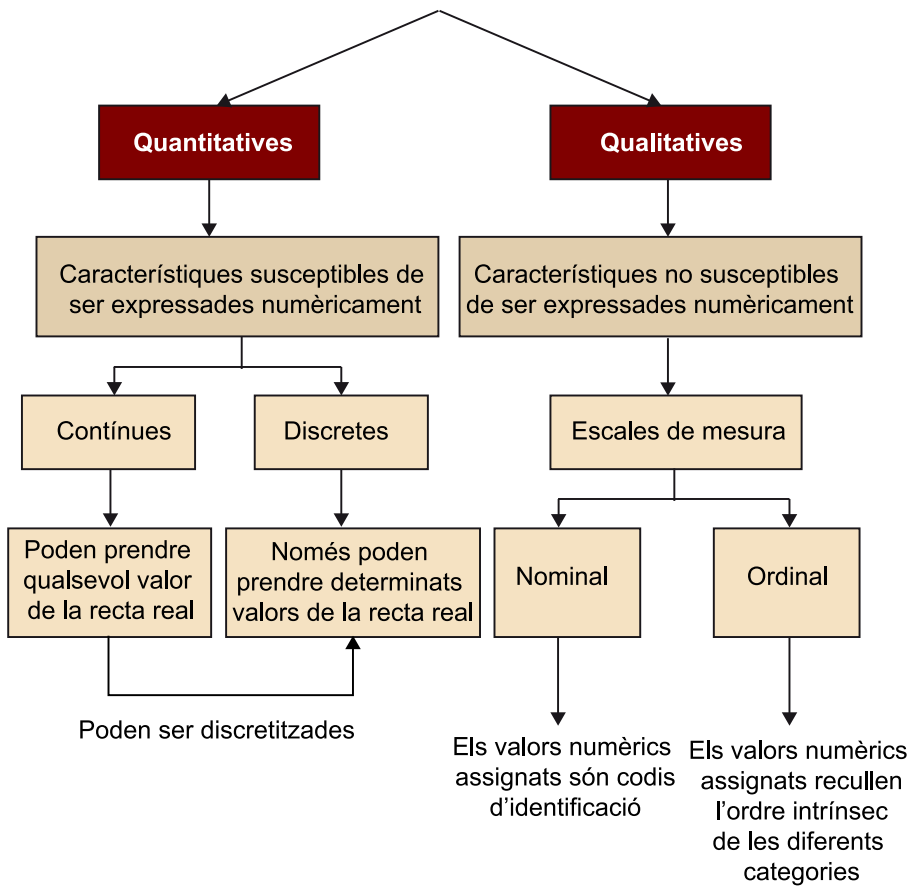 Quantitatives
Qualitatives
Característiques susceptibles de
ser expressades numèricament
Característiques no susceptibles
de ser expressades numèricament
Contínues
Discretes
Escales de mesura
Poden prendre
qualsevol valor
de la recta real
Només poden
prendre determinats
valors de la recta real
Nominal
Ordinal
Poden ser discretitzades
Els valors numèrics
assignats són codis
d’identificació
Els valors numèrics
assignats recullen
l’ordre intrínsec
de les diferents
categories